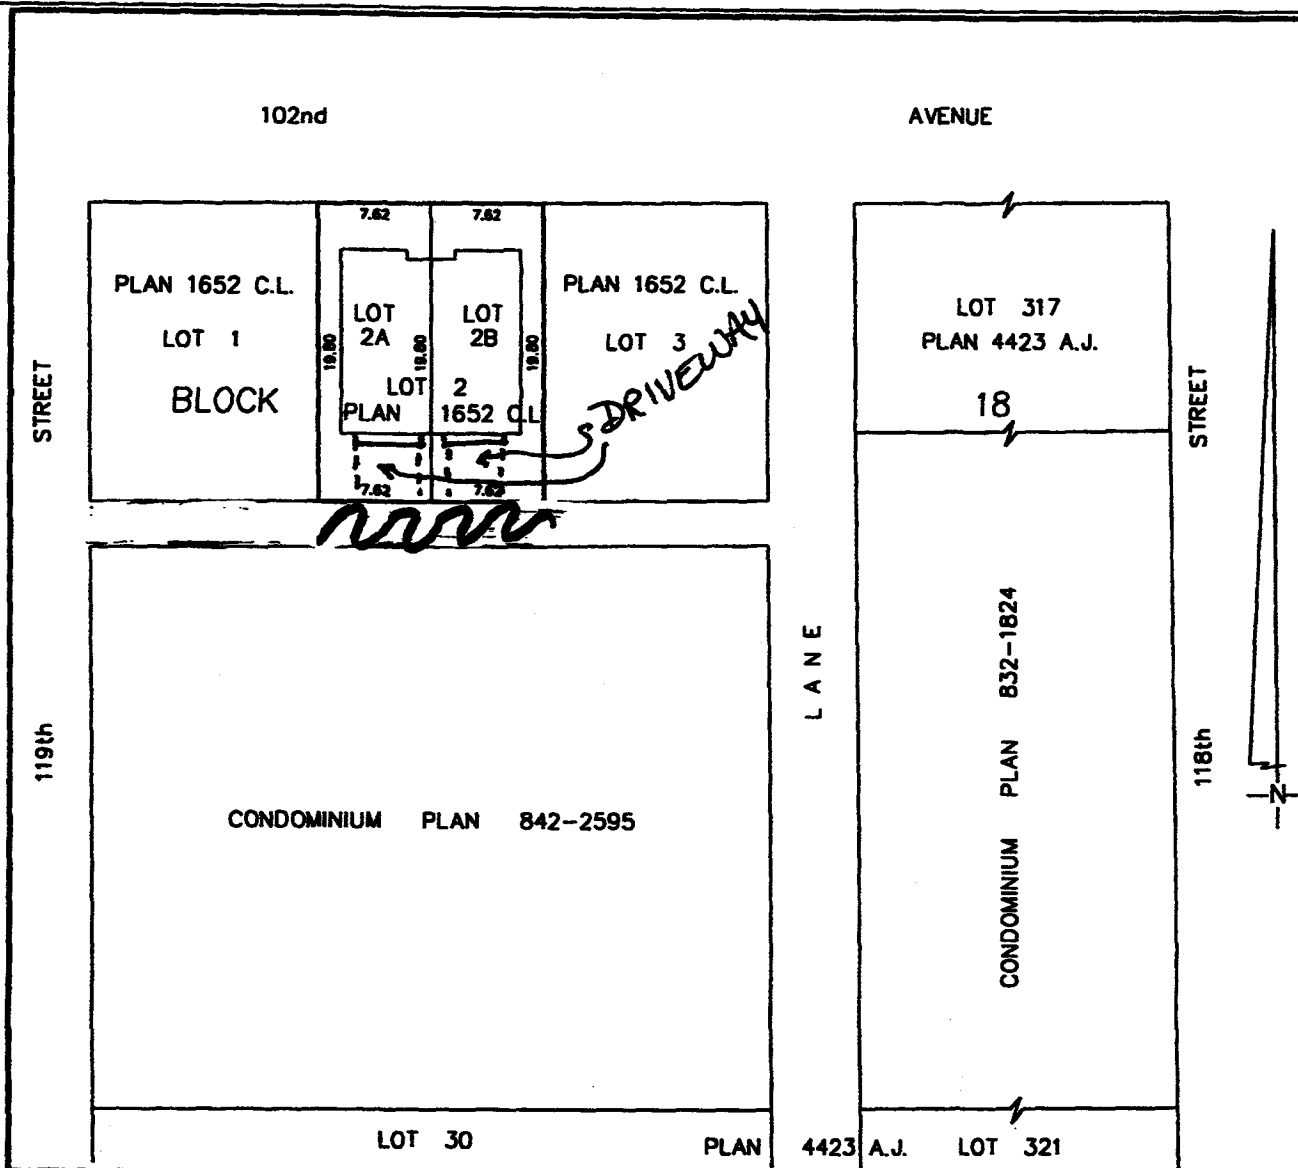 102nd AVENUE
7.62 7.62
PLAN 1652 C.L.
LOT 1
BLOCK
LOT
2A
LOT
2B
19.80 19.80 19.80
LOT 2
PLAN 1652 C.L.
7.62 7.62
PLAN 1652 C.L.
LOT 3
DRIVEWAY
LOT 317
PLAN 4423 A.J.
18
STREET
119th
STREET
118th
LANE
N
CONDOMINIUM PLAN 842-2595
CONDOMINIUM PLAN 832-1824
LOT 30 PLAN 4423 A.J. LOT 321